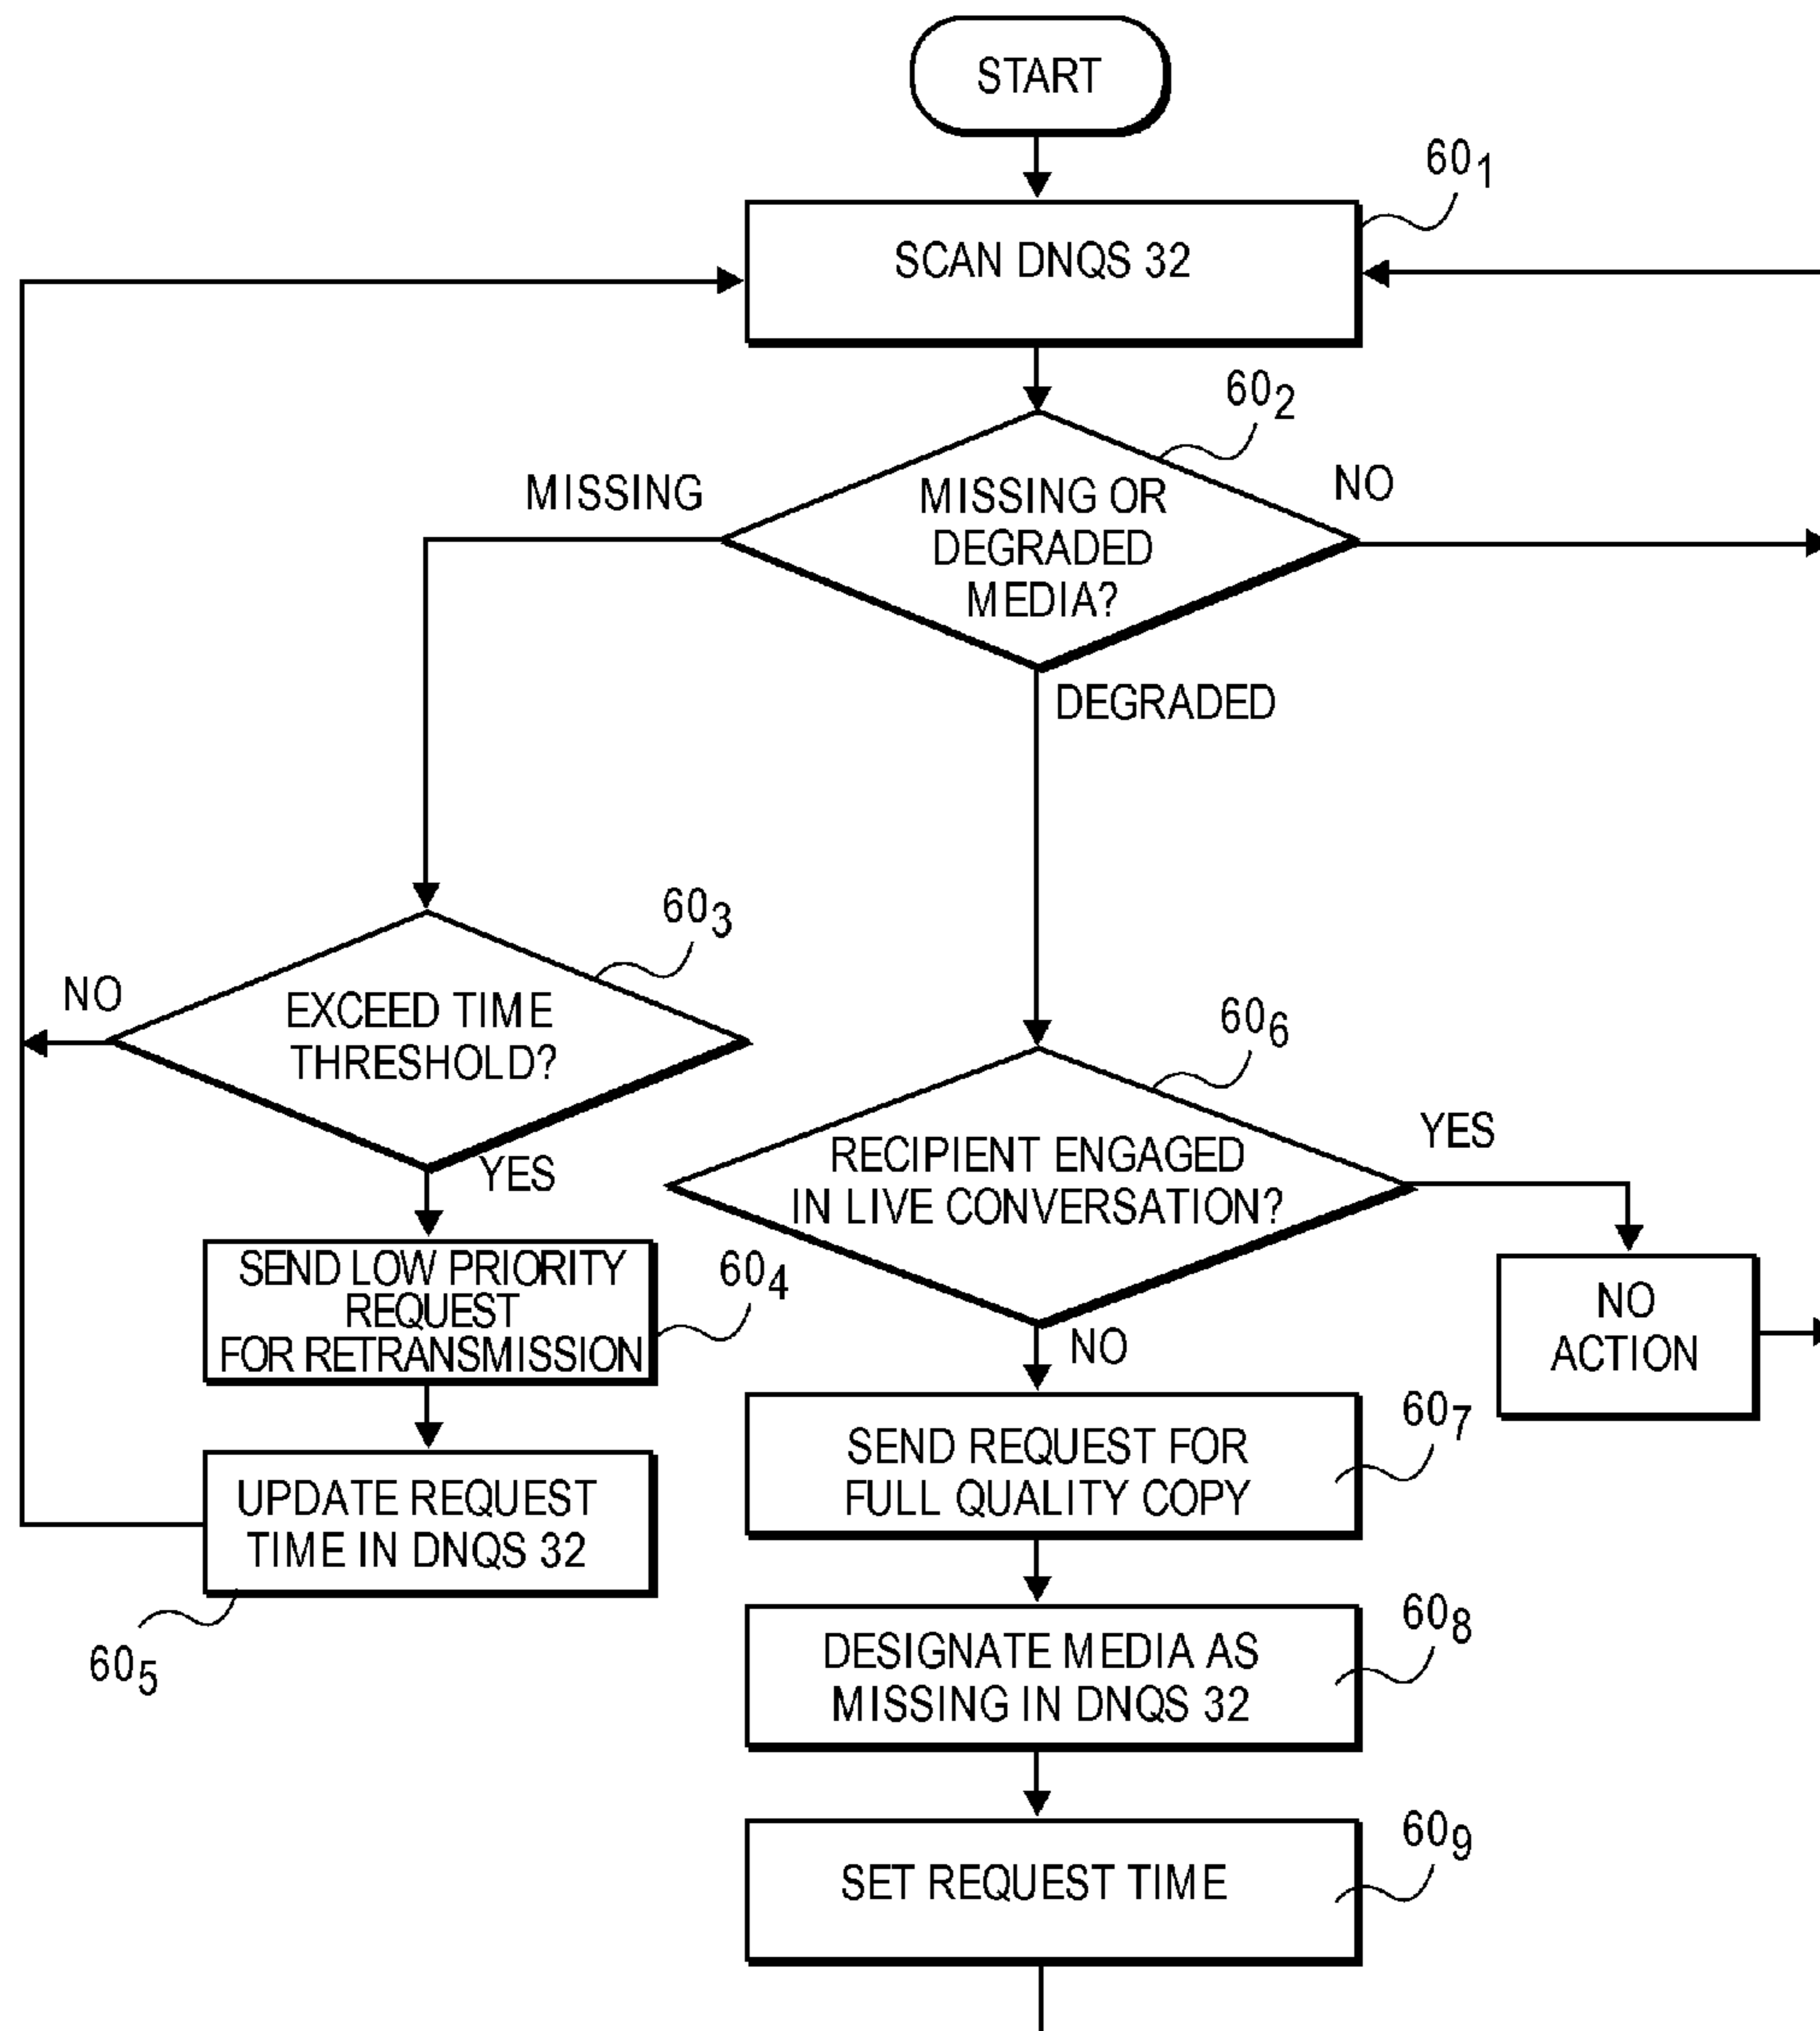 START
60₁
SCAN DNQS 32
60₂
MISSING
MISSING OR
DEGRADED
MEDIA?
NO
DEGRADED
60₃
NO
EXCEED TIME
THRESHOLD?
YES
60₆
RECIPIENT ENGAGED
IN LIVE CONVERSATION?
YES
NO
SEND LOW PRIORITY
REQUEST
FOR RETRANSMISSION
60₄
NO
ACTION
UPDATE REQUEST
TIME IN DNQS 32
60₅
SEND REQUEST FOR
FULL QUALITY COPY
60₇
DESIGNATE MEDIA AS
MISSING IN DNQS 32
60₈
SET REQUEST TIME
60₉